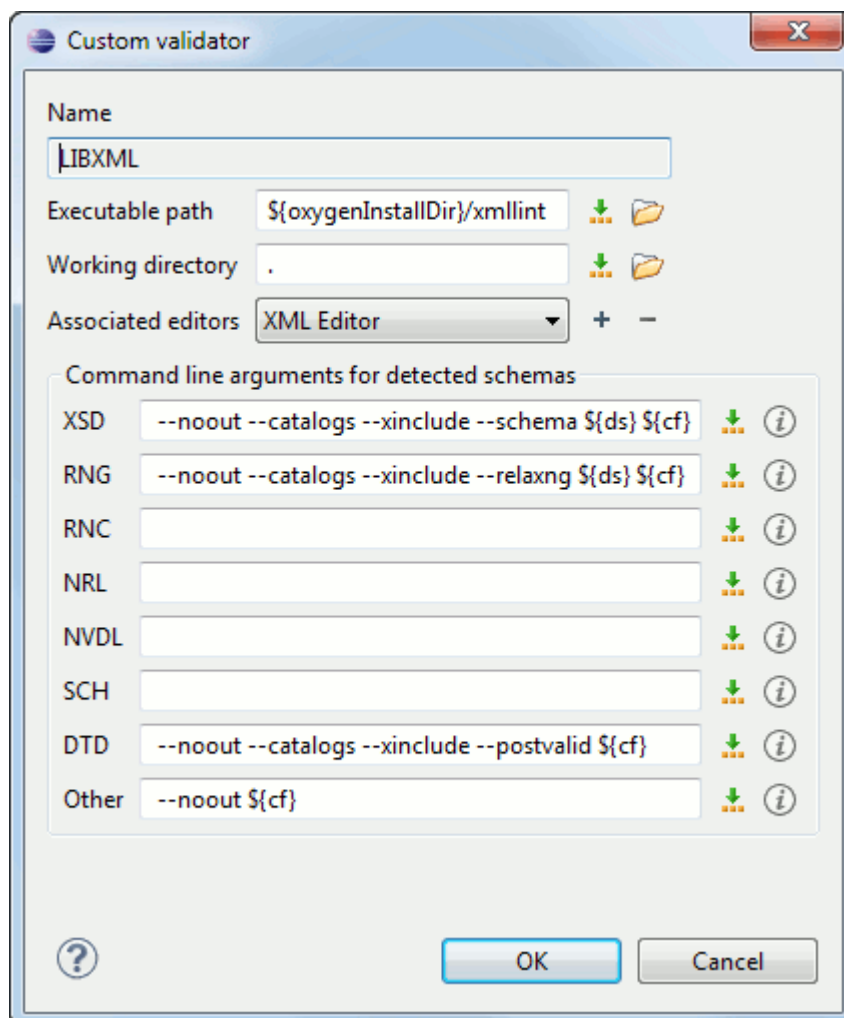 Custom validator
Name
LIBXML
Executable path ${oxygenInstallDir}/xmllint
Working directory .
Associated editors XML Editor
Command line arguments for detected schemas
XSD --noout --catalogs --xinclude --schema ${ds} ${cf}
RNG --noout --catalogs --xinclude --relaxng ${ds} ${cf}
RNC
NRL
NVDL
SCH
DTD --noout --catalogs --xinclude --postvalid ${cf}
Other --noout ${cf}
OK Cancel